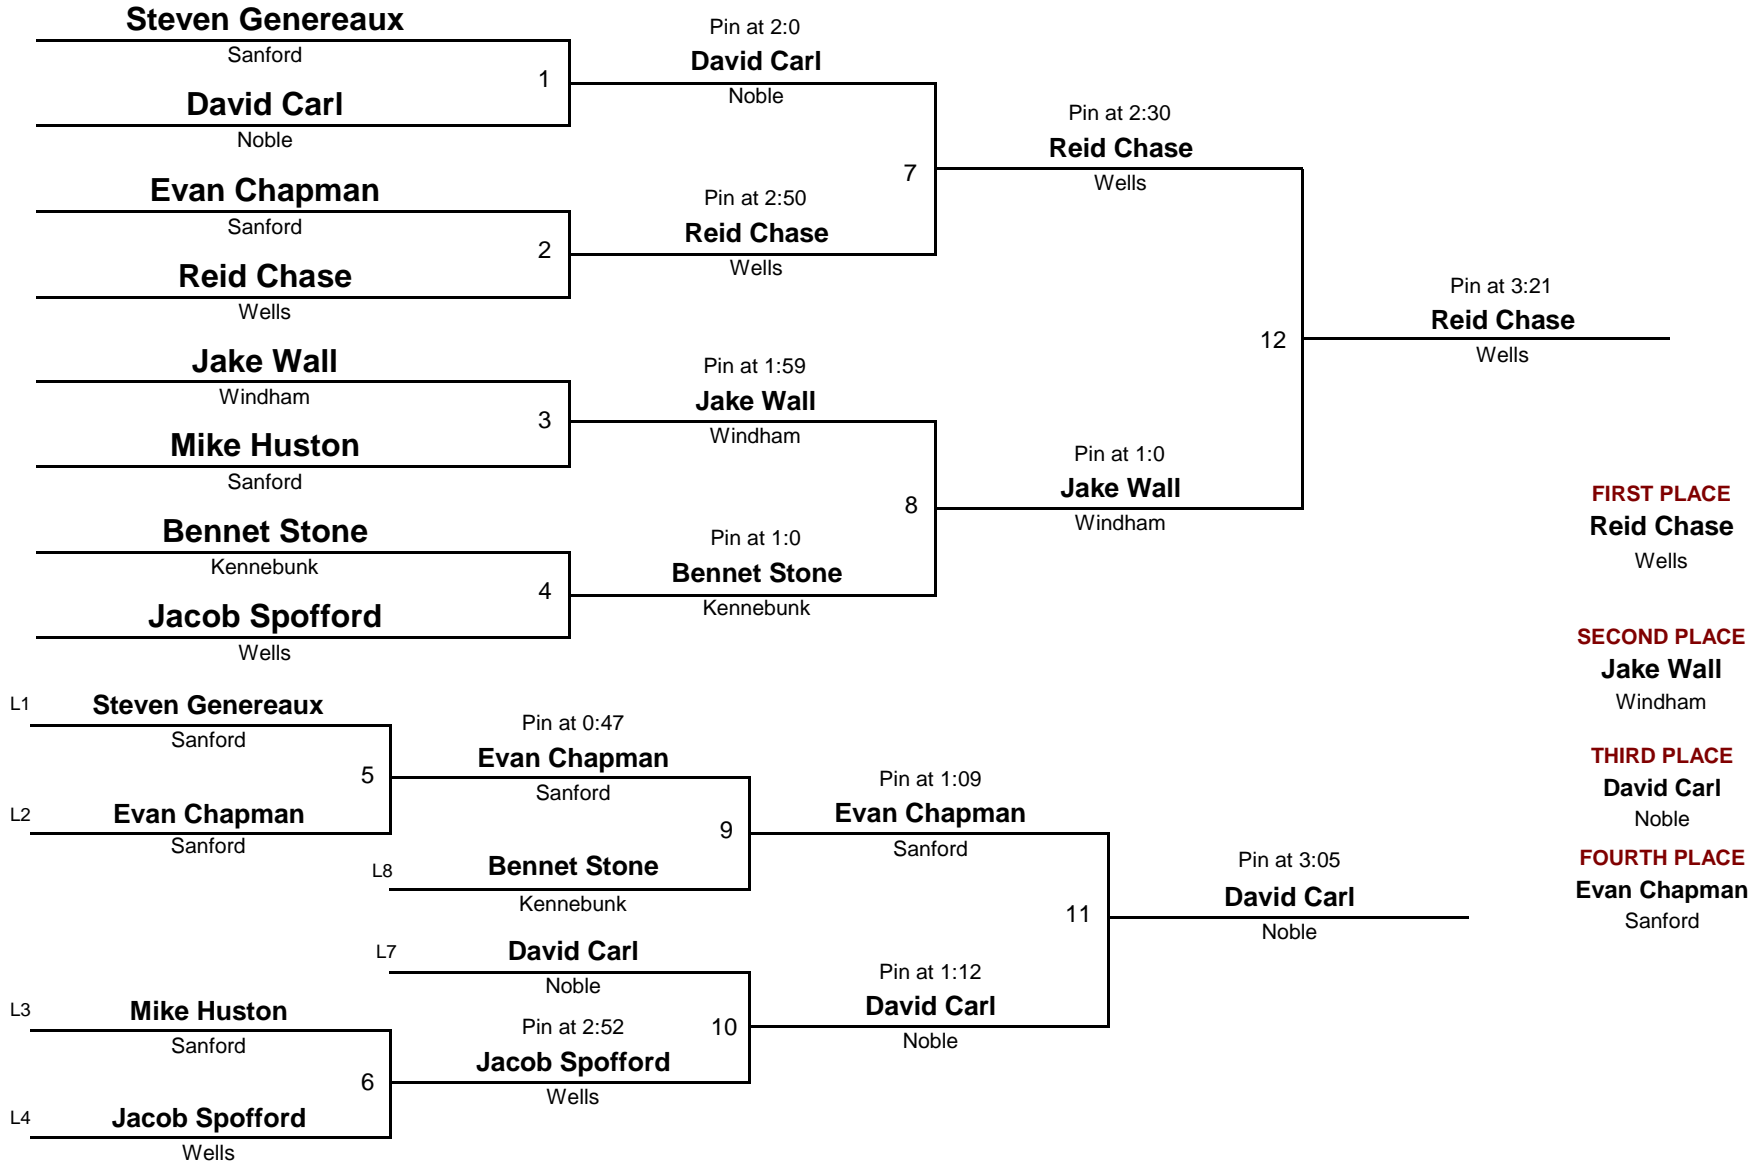 Steven Genereaux
Sanford
1
David Carl
Noble
Evan Chapman
Sanford
2
Reid Chase
Wells
Jake Wall
Windham
3
Mike Huston
Sanford
Bennet Stone
Kennebunk
4
Jacob Spofford
Wells
Pin at 2:0
David Carl
Noble
7
Pin at 2:50
Reid Chase
Wells
Pin at 1:59
Jake Wall
Windham
8
Pin at 1:0
Bennet Stone
Kennebunk
Pin at 2:30
Reid Chase
Wells
12
Pin at 1:0
Jake Wall
Windham
Pin at 3:21
Reid Chase
Wells
FIRST PLACE
Reid Chase
Wells
SECOND PLACE
Jake Wall
Windham
THIRD PLACE
David Carl
Noble
FOURTH PLACE
Evan Chapman
Sanford
L1 Steven Genereaux
Sanford
5
L2 Evan Chapman
Sanford
L3 Mike Huston
Sanford
6
L4 Jacob Spofford
Wells
Pin at 0:47
Evan Chapman
Sanford
9
L8 Bennet Stone
Kennebunk
L7 David Carl
Noble
10
Pin at 2:52
Jacob Spofford
Wells
Pin at 1:09
Evan Chapman
Sanford
11
Pin at 1:12
David Carl
Noble
Pin at 3:05
David Carl
Noble